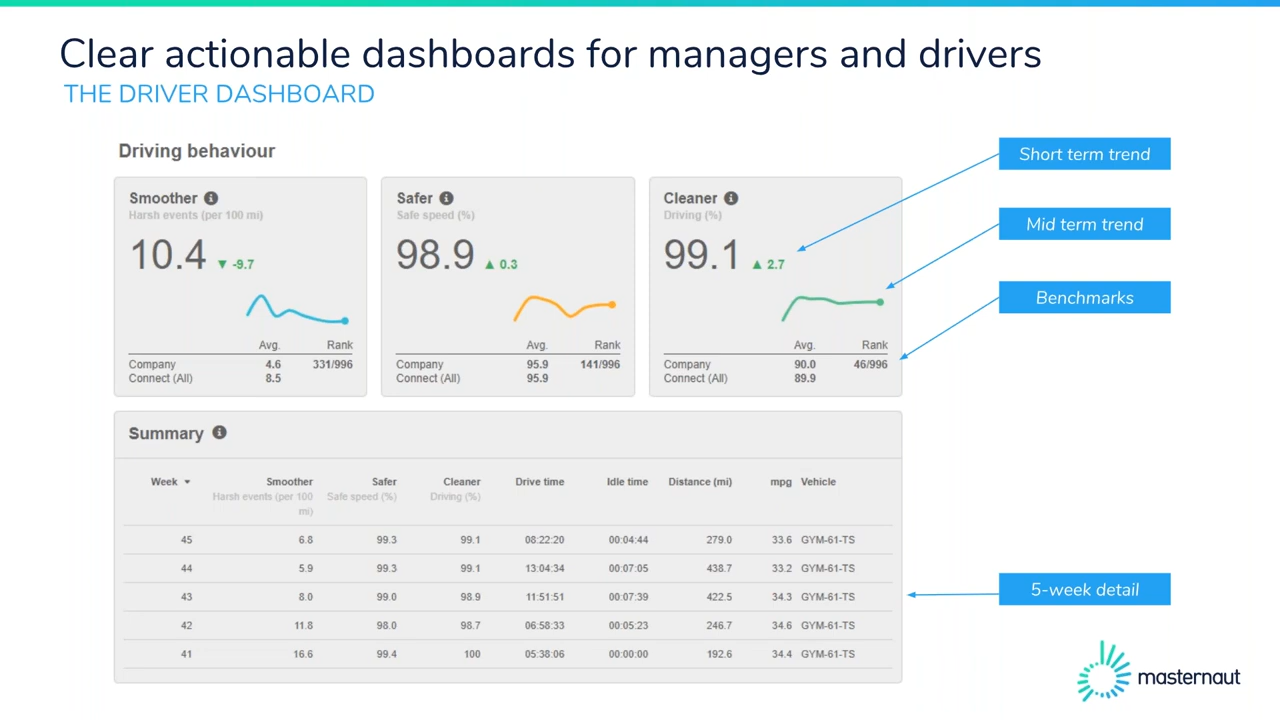 Clear actionable dashboards for managers and drivers
THE DRIVER DASHBOARD
Driving behaviour
Smoother
Harsh events (per 100 mi)
10.4 ▼ -9.7
Avg. Rank
Company 4.6 331/996
Connect (All) 8.5
Safer
Safe speed (%)
98.9 ▲ 0.3
Avg. Rank
Company 95.9 141/996
Connect (All) 95.9
Cleaner
Driving (%)
99.1 ▲ 2.7
Avg. Rank
Company 90.0 46/996
Connect (All) 89.9
Short term trend
Mid term trend
Benchmarks
Summary
Week ▼ Smoother Safer Cleaner Drive time Idle time Distance (mi) mpg Vehicle
Harsh events (per 100 Safe speed (%) Driving (%)
mi)
45 6.8 99.3 99.1 08:22:20 00:04:44 279.0 33.6 GYM-61-TS
44 5.9 99.3 99.1 13:04:34 00:07:05 438.7 33.2 GYM-61-TS
43 8.0 99.0 98.9 11:51:51 00:07:39 422.5 34.3 GYM-61-TS
42 11.8 98.0 98.7 06:58:33 00:05:23 246.7 34.6 GYM-61-TS
41 16.6 99.4 100 05:38:06 00:00:00 192.6 34.4 GYM-61-TS
5-week detail
masternaut